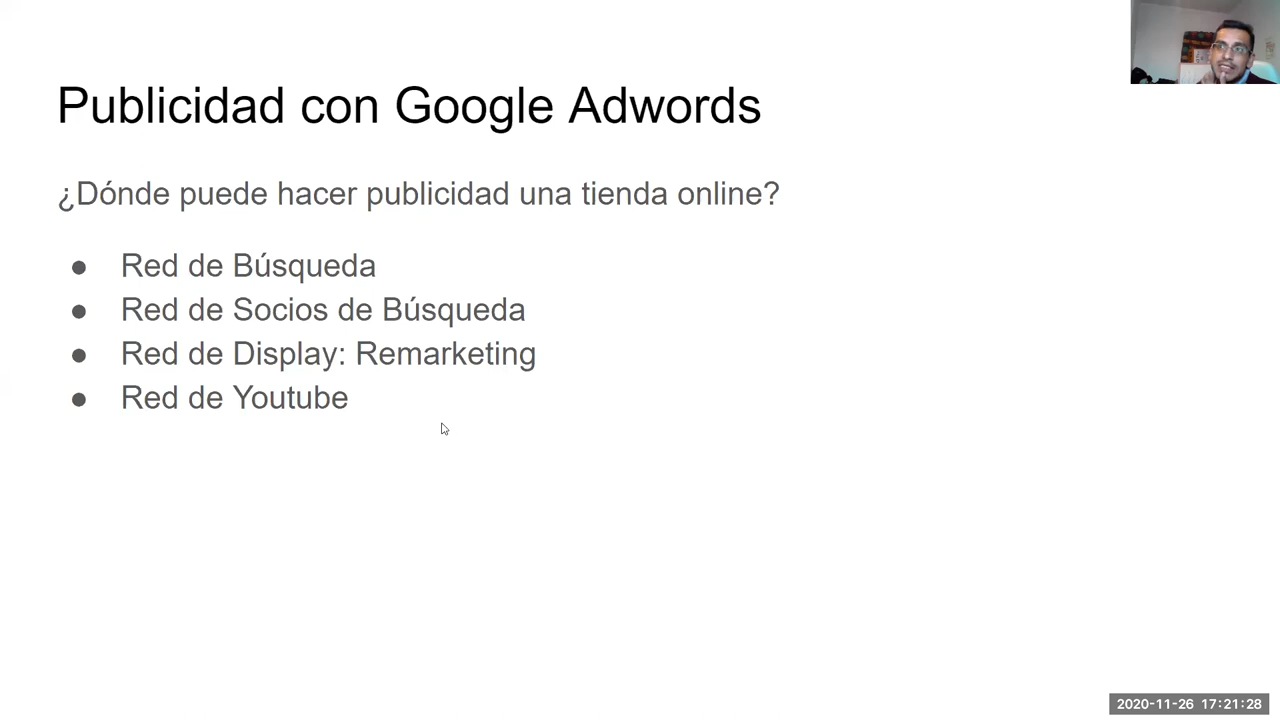 Publicidad con Google Adwords
¿Dónde puede hacer publicidad una tienda online?
● Red de Búsqueda
● Red de Socios de Búsqueda
● Red de Display: Remarketing
● Red de Youtube
2020-11-26 17:21:28